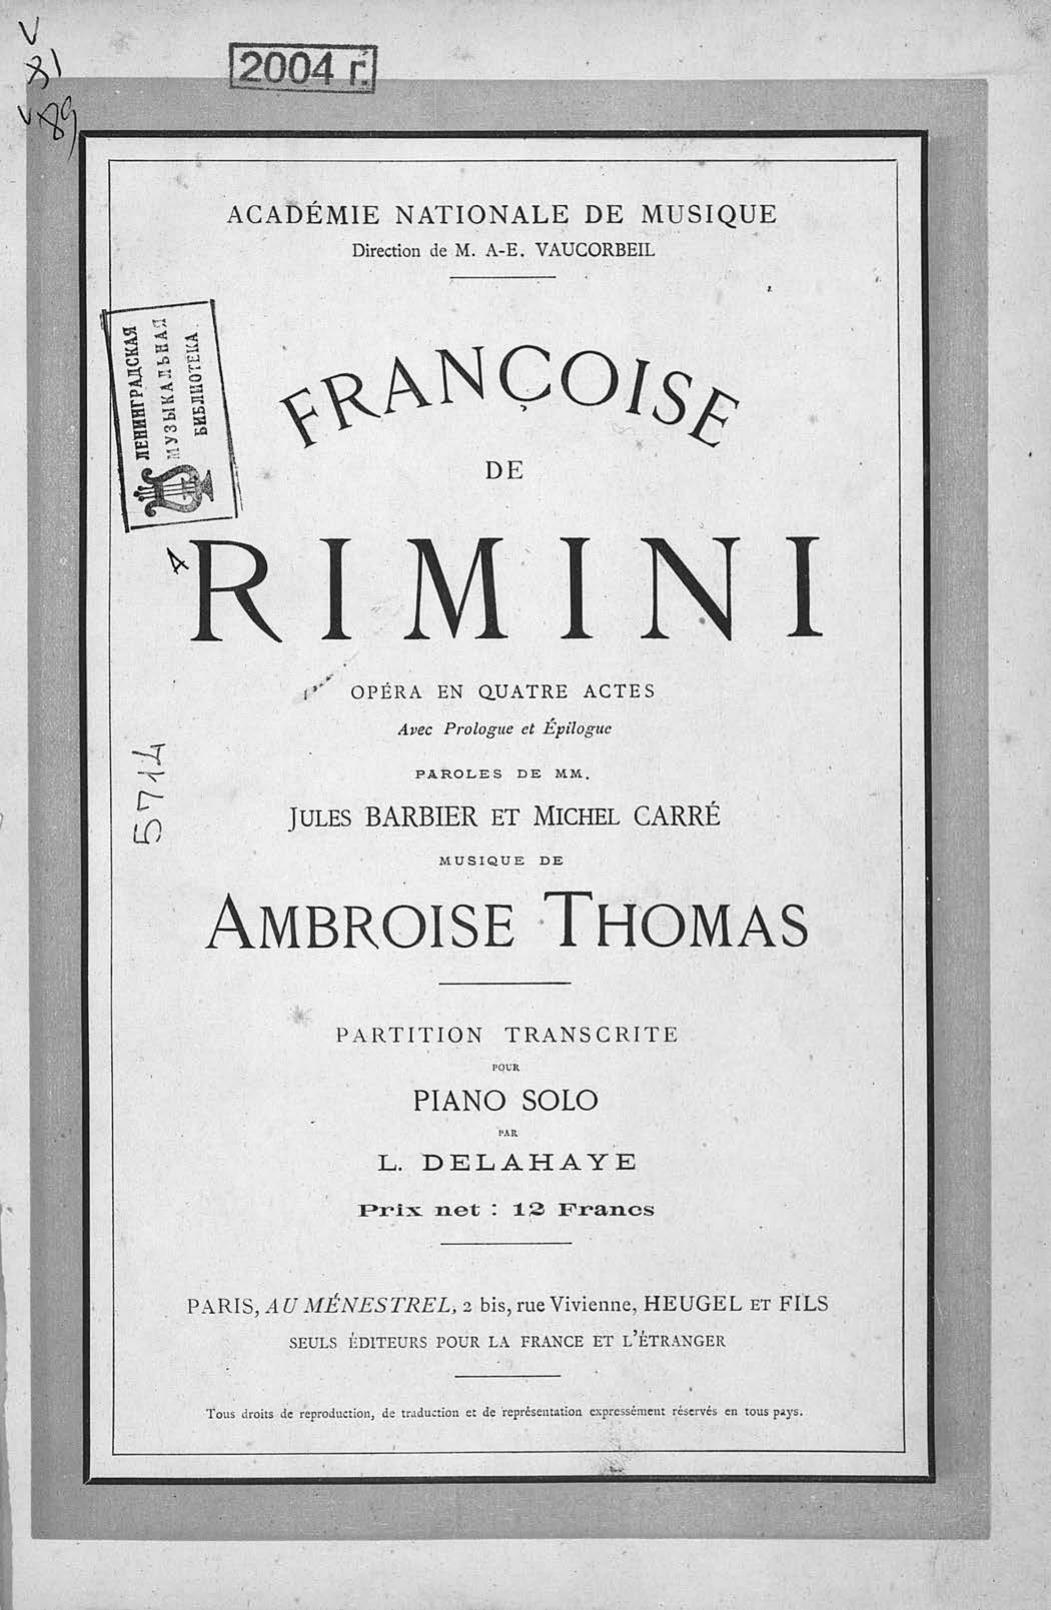 V
81
V
89
2004 г.
ACADÉMIE NATIONALE DE MUSIQUE
Direction de M. A-E. VAUCORBEIL
ЛЕНИНГРАДСКАЯ
МУЗЫКАЛЬНАЯ
БИБЛИОТЕКА
FRANÇOISE
DE
RIMINI
OPÉRA EN QUATRE ACTES
Avec Prologue et Épilogue
PAROLES DE MM.
5714
JULES BARBIER ET MICHEL CARRÉ
MUSIQUE DE
AMBROISE THOMAS
PARTITION TRANSCRITE
POUR
PIANO SOLO
PAR
L. DELAHAYE
Prix net : 12 Francs
PARIS, AU MÉNESTREL, 2 bis, rue Vivienne, HEUGEL ET FILS
SEULS ÉDITEURS POUR LA FRANCE ET L'ÉTRANGER
Tous droits de reproduction, de traduction et de représentation expressément réservés en tous pays.